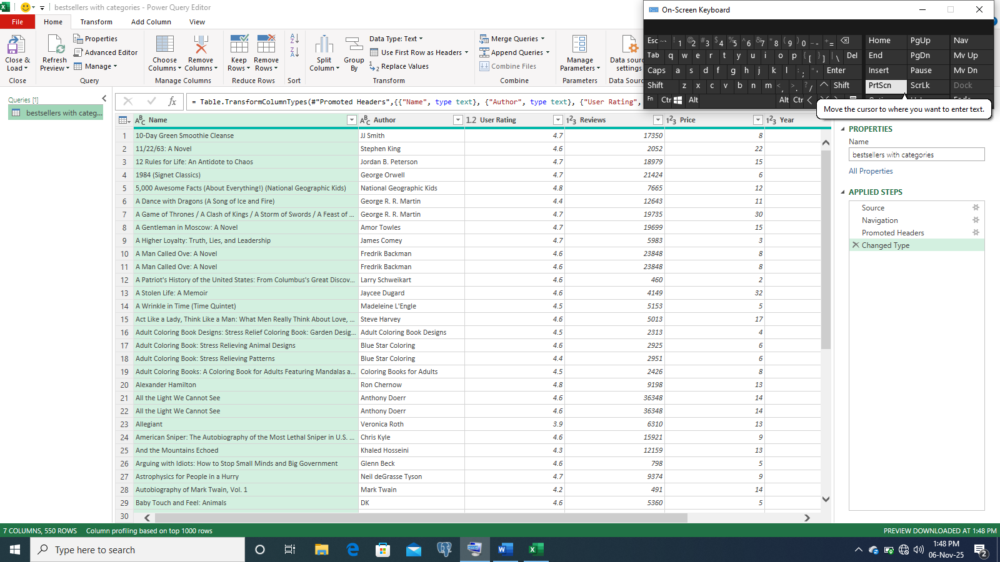 bestsellers with categories - Power Query Editor
File Home Transform Add Column View
Close & Load
Refresh Preview
Properties
Advanced Editor
Manage
Choose Columns
Remove Columns
Keep Rows
Remove Rows
Split Column
Group By
Data Type: Text
Use First Row as Headers
Replace Values
Merge Queries
Append Queries
Combine Files
Manage Parameters
Data source settings
Close Query Manage Columns Reduce Rows Sort Transform Combine Parameters Data Sourc
On-Screen Keyboard
Esc ~ ` ! 1 @ 2 # 3 $ 4 % 5 ^ 6 & 7 * 8 ( 9 ) 0 _ - + = Home PgUp Nav
Tab q w e r t y u i o p { [ } ] | \ Del End PgDn Mv Up
Caps a s d f g h j k l : ; " ' Enter Insert Pause Mv Dn
Shift z x c v b n m < , > . ? / Shift PrtScn ScrLk Dock
Fn Ctr Alt Alt Ctr
Move the cursor to where you want to enter text.
Queries [1]
bestsellers with categ...
fx = Table.TransformColumnTypes(#"Promoted Headers",{{"Name", type text}, {"Author", type text}, {"User Rating",
ABC Name ABC Author 1.2 User Rating 123 Reviews 123 Price 123 Year
1 10-Day Green Smoothie Cleanse JJ Smith 4.7 17350 8
2 11/22/63: A Novel Stephen King 4.6 2052 22
3 12 Rules for Life: An Antidote to Chaos Jordan B. Peterson 4.7 18979 15
4 1984 (Signet Classics) George Orwell 4.7 21424 6
5 5,000 Awesome Facts (About Everything!) (National Geographic Kids) National Geographic Kids 4.8 7665 12
6 A Dance with Dragons (A Song of Ice and Fire) George R. R. Martin 4.4 12643 11
7 A Game of Thrones / A Clash of Kings / A Storm of Swords / A Feast of ... George R. R. Martin 4.7 19735 30
8 A Gentleman in Moscow: A Novel Amor Towles 4.7 19699 15
9 A Higher Loyalty: Truth, Lies, and Leadership James Comey 4.7 5983 3
10 A Man Called Ove: A Novel Fredrik Backman 4.6 23848 8
11 A Man Called Ove: A Novel Fredrik Backman 4.6 23848 8
12 A Patriot's History of the United States: From Columbus's Great Discov... Larry Schweikart 4.6 460 2
13 A Stolen Life: A Memoir Jaycee Dugard 4.6 4149 32
14 A Wrinkle in Time (Time Quintet) Madeleine L'Engle 4.5 5153 5
15 Act Like a Lady, Think Like a Man: What Men Really Think About Love, ... Steve Harvey 4.6 5013 17
16 Adult Coloring Book Designs: Stress Relief Coloring Book: Garden Desig... Adult Coloring Book Designs 4.5 2313 4
17 Adult Coloring Book: Stress Relieving Animal Designs Blue Star Coloring 4.6 2925 6
18 Adult Coloring Book: Stress Relieving Patterns Blue Star Coloring 4.4 2951 6
19 Adult Coloring Books: A Coloring Book for Adults Featuring Mandalas a... Coloring Books for Adults 4.5 2426 8
20 Alexander Hamilton Ron Chernow 4.8 9198 13
21 All the Light We Cannot See Anthony Doerr 4.6 36348 14
22 All the Light We Cannot See Anthony Doerr 4.6 36348 14
23 Allegiant Veronica Roth 3.9 6310 13
24 American Sniper: The Autobiography of the Most Lethal Sniper in U.S. ... Chris Kyle 4.6 15921 9
25 And the Mountains Echoed Khaled Hosseini 4.3 12159 13
26 Arguing with Idiots: How to Stop Small Minds and Big Government Glenn Beck 4.6 798 5
27 Astrophysics for People in a Hurry Neil deGrasse Tyson 4.7 9374 9
28 Autobiography of Mark Twain, Vol. 1 Mark Twain 4.2 491 14
29 Baby Touch and Feel: Animals DK 4.6 5360 5
30
PROPERTIES
Name
bestsellers with categories
All Properties
APPLIED STEPS
Source
Navigation
Promoted Headers
Changed Type
7 COLUMNS, 550 ROWS Column profiling based on top 1000 rows PREVIEW DOWNLOADED AT 1:48 PM
Type here to search
1:48 PM
06-Nov-25
2